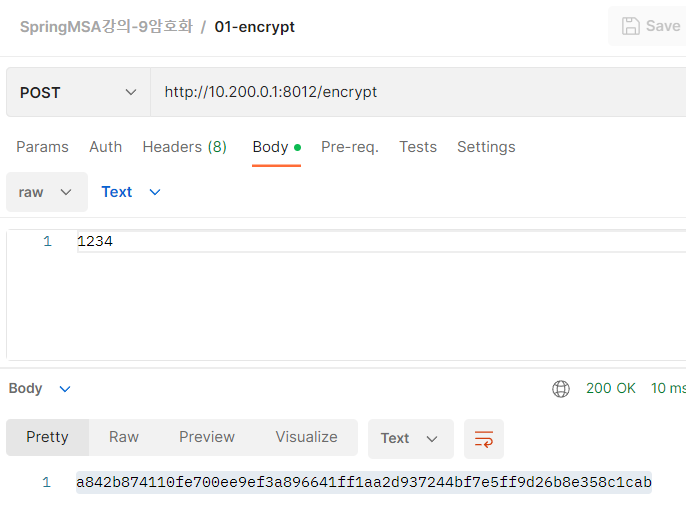 SpringMSA강의-9암호화 / 01-encrypt Save
POST http://10.200.0.1:8012/encrypt
Params Auth Headers (8) Body Pre-req. Tests Settings
raw Text
1 1234
Body 200 OK 10 ms
Pretty Raw Preview Visualize Text
1 a842b874110fe700ee9ef3a896641ff1aa2d937244bf7e5ff9d26b8e358c1cab